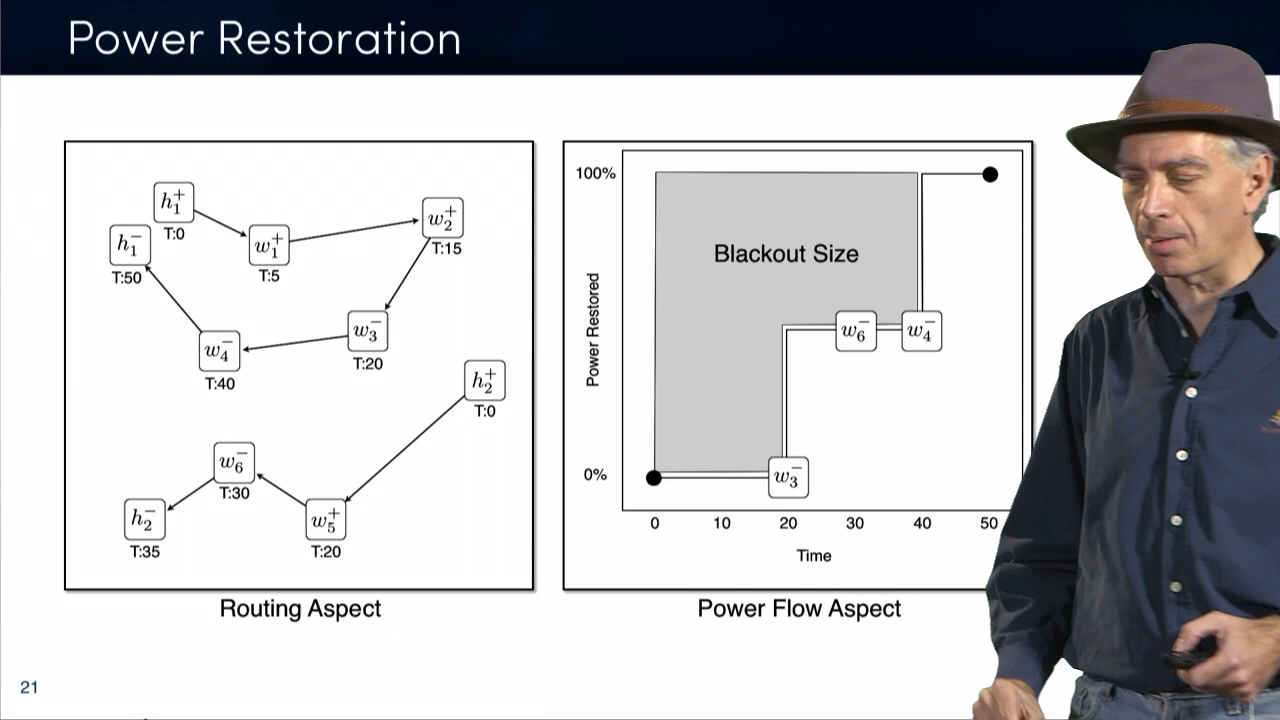 Power Restoration
h₁⁺
T:0
h₁⁻
T:50
w₁⁺
T:5
w₂⁺
T:15
w₃⁻
T:20
w₄⁻
T:40
h₂⁺
T:0
w₆⁻
T:30
w₅⁺
T:20
h₂⁻
T:35
Routing Aspect
100%
Blackout Size
Power Restored
w₆⁻
w₄⁻
0%
w₃⁻
0 10 20 30 40 50
Time
Power Flow Aspect
21